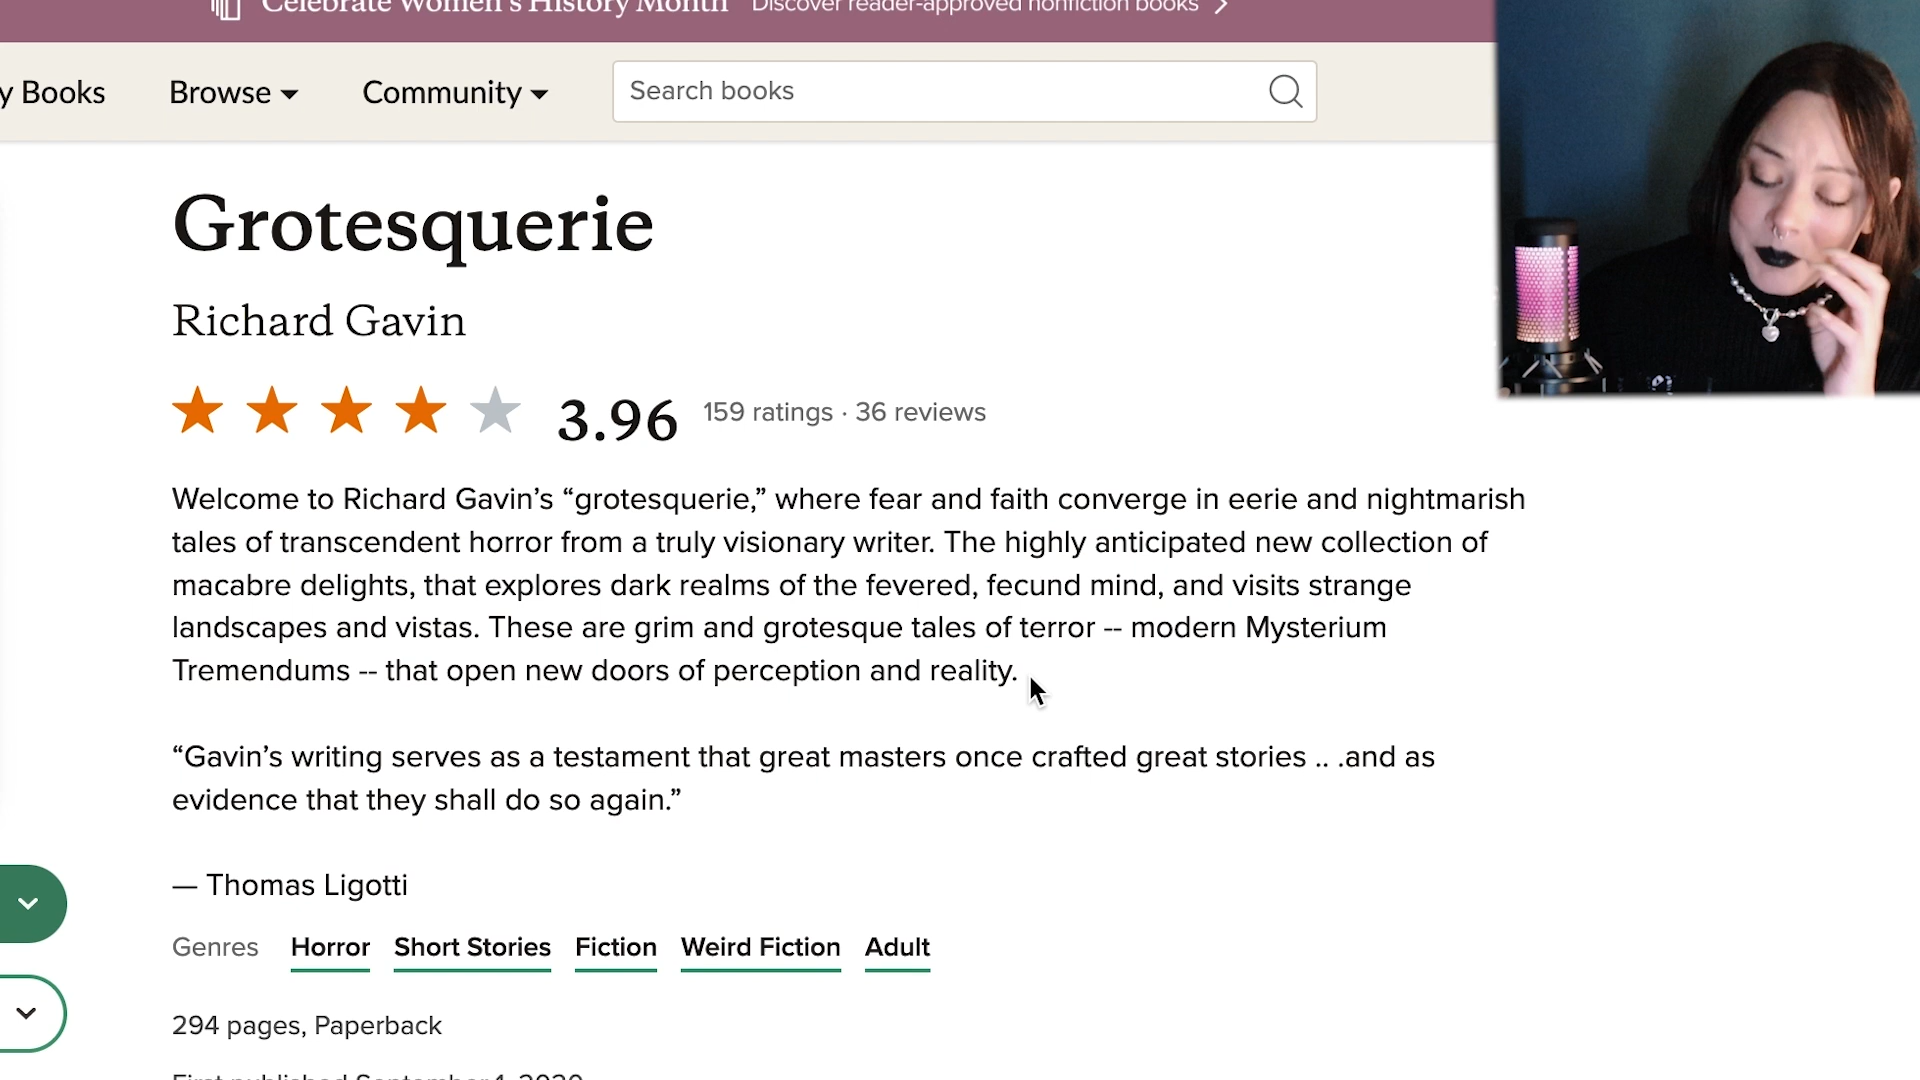 Celebrate Women's History Month Discover reader-approved nonfiction books
y Books Browse Community Search books
Grotesquerie
Richard Gavin
3.96 159 ratings · 36 reviews
Welcome to Richard Gavin’s “grotesquerie,” where fear and faith converge in eerie and nightmarish
tales of transcendent horror from a truly visionary writer. The highly anticipated new collection of
macabre delights, that explores dark realms of the fevered, fecund mind, and visits strange
landscapes and vistas. These are grim and grotesque tales of terror -- modern Mysterium
Tremendums -- that open new doors of perception and reality.
“Gavin’s writing serves as a testament that great masters once crafted great stories .. .and as
evidence that they shall do so again.”
— Thomas Ligotti
Genres Horror Short Stories Fiction Weird Fiction Adult
294 pages, Paperback
First published September 1, 2020